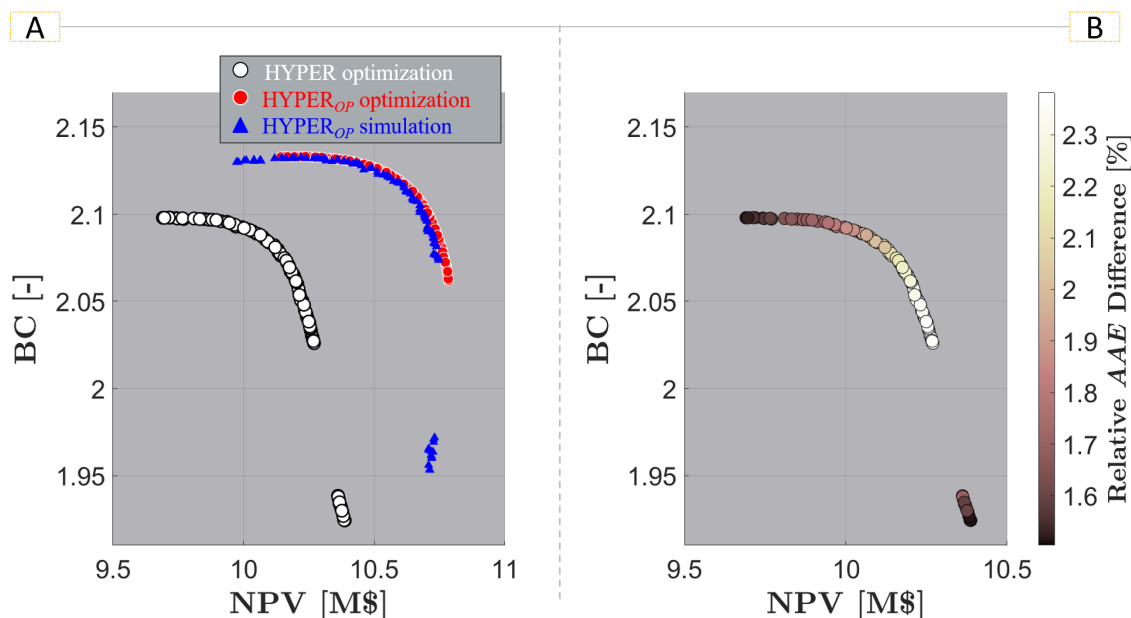 A
B
HYPER optimization
HYPER_OP optimization
HYPER_OP simulation
2.15
2.1
2.05
2
1.95
BC [-]
9.5
10
10.5
11
NPV [M$]
2.15
2.1
2.05
2
1.95
BC [-]
9.5
10
10.5
NPV [M$]
2.3
2.2
2.1
2
1.9
1.8
1.7
1.6
Relative AAE Difference [%]